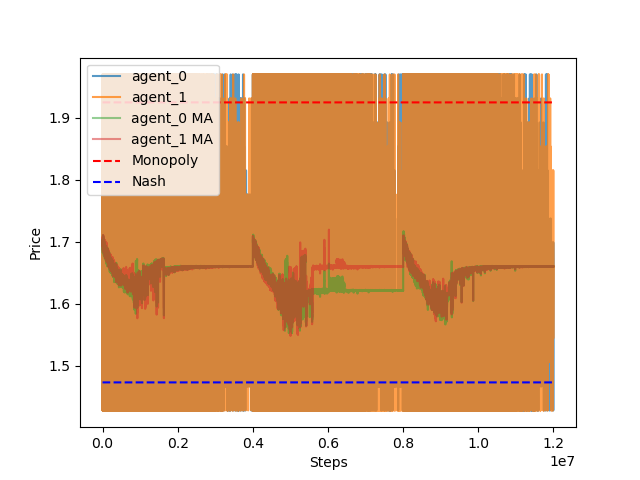 agent_0
agent_1
agent_0 MA
agent_1 MA
Monopoly
Nash
Price
1.9
1.8
1.7
1.6
1.5
0.0 0.2 0.4 0.6 0.8 1.0 1.2
1e7
Steps